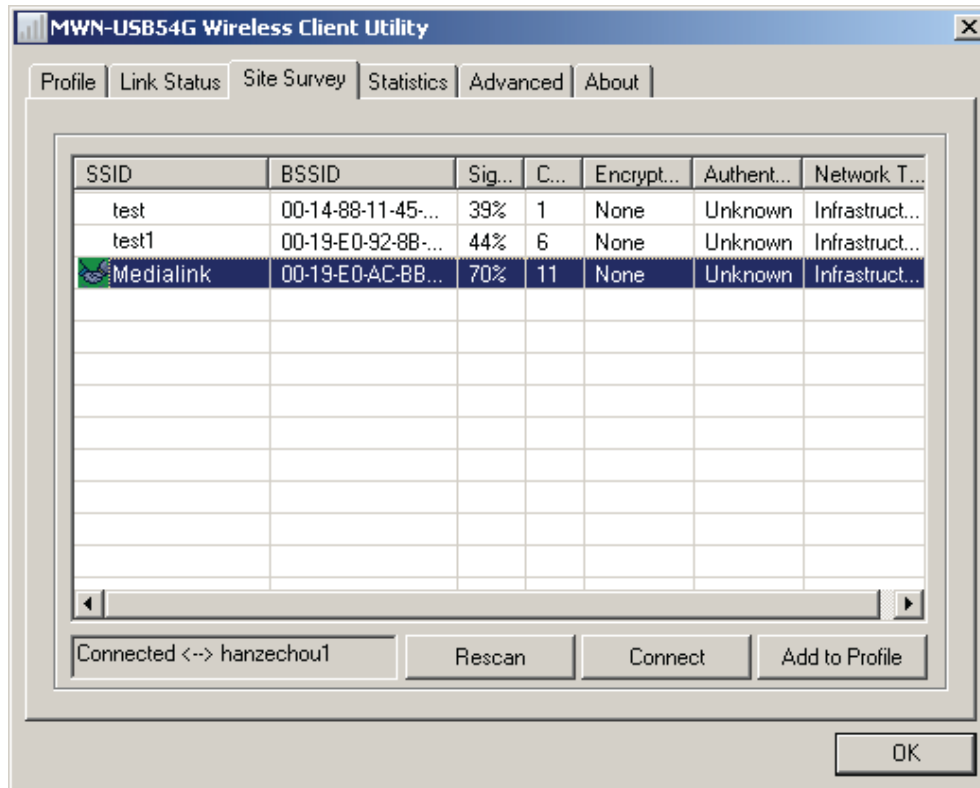 MWN-USB54G Wireless Client Utility
Profile Link Status Site Survey Statistics Advanced About
SSID BSSID Sig... C... Encrypt... Authent... Network T...
test 00-14-88-11-45-... 39% 1 None Unknown Infrastruct...
test1 00-19-E0-92-8B-... 44% 6 None Unknown Infrastruct...
Medialink 00-19-E0-AC-BB... 70% 11 None Unknown Infrastruct...
Connected <--> hanzechou1 Rescan Connect Add to Profile
OK